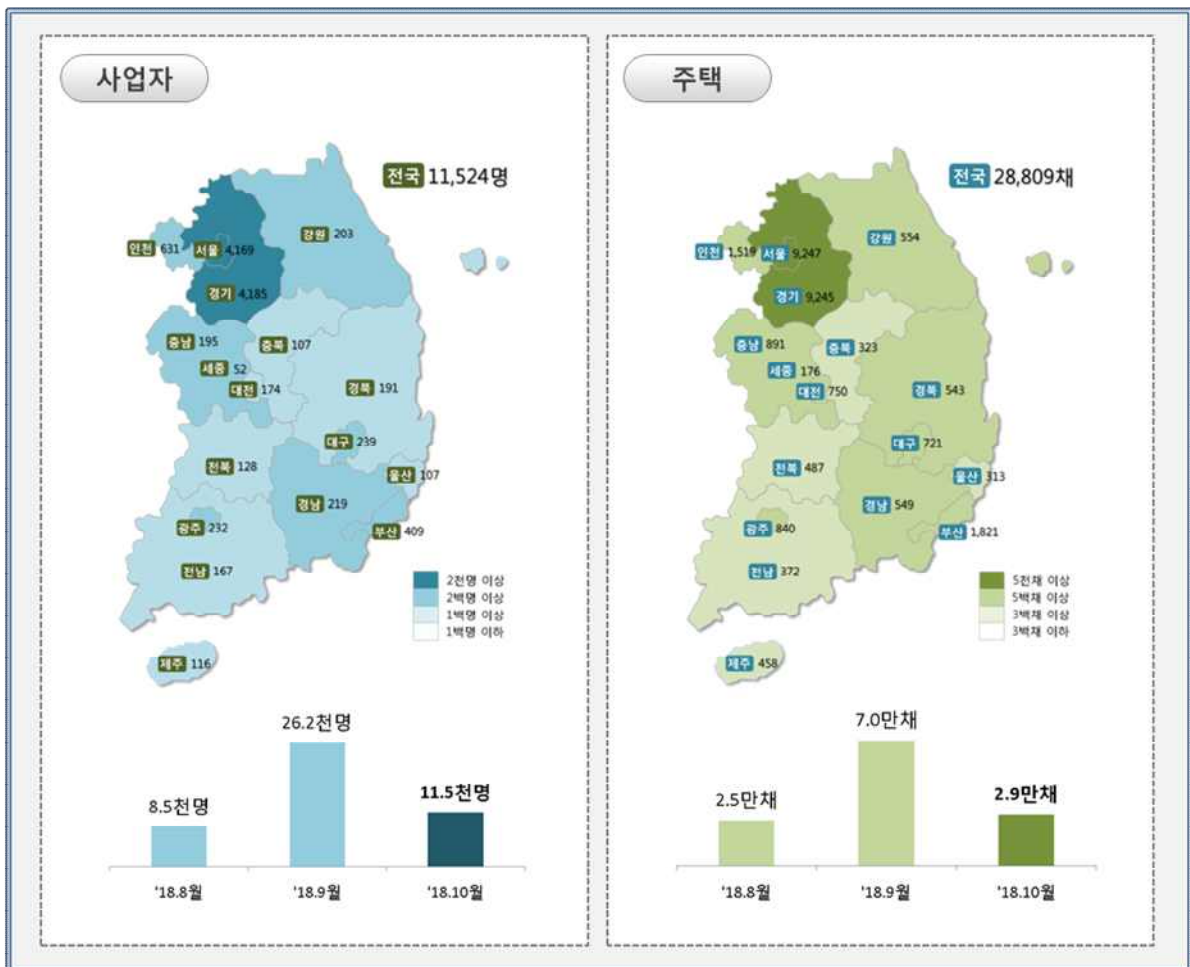 사업자
전국 11,524명
인천 631
서울 4,169
강원 203
경기 4,185
충남 195
충북 107
세종 52
대전 174
경북 191
대구 239
전북 128
울산 107
경남 219
광주 232
부산 409
전남 167
제주 116
2천명 이상
2백명 이상
1백명 이상
1백명 이하
26.2천명
8.5천명
11.5천명
'18.8월
'18.9월
'18.10월
주택
전국 28,809채
인천 1,519
서울 9,247
강원 554
경기 9,245
충남 891
충북 323
세종 176
대전 750
경북 543
대구 721
전북 487
울산 313
경남 549
광주 840
부산 1,821
전남 372
제주 458
5천채 이상
5백채 이상
3백채 이상
3백채 이하
7.0만채
2.5만채
2.9만채
'18.8월
'18.9월
'18.10월